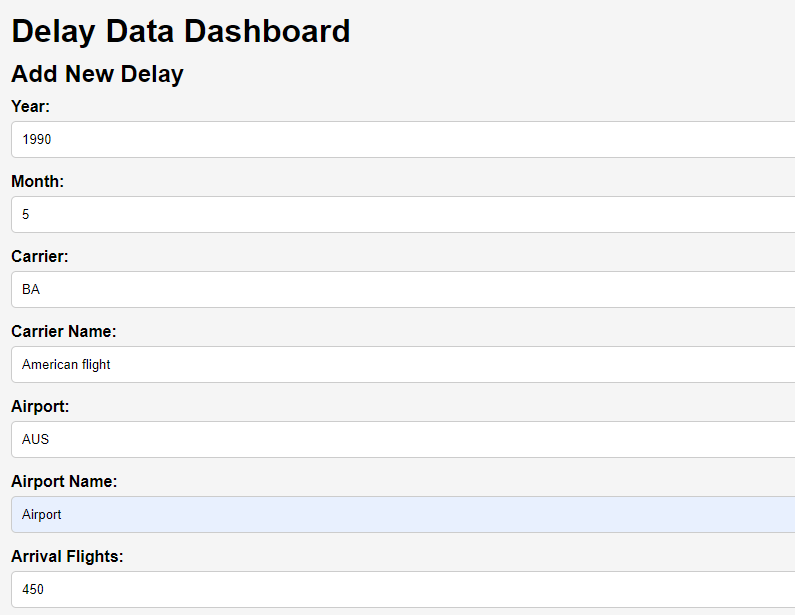 Delay Data Dashboard
Add New Delay
Year:
1990
Month:
5
Carrier:
BA
Carrier Name:
American flight
Airport:
AUS
Airport Name:
Airport
Arrival Flights:
450